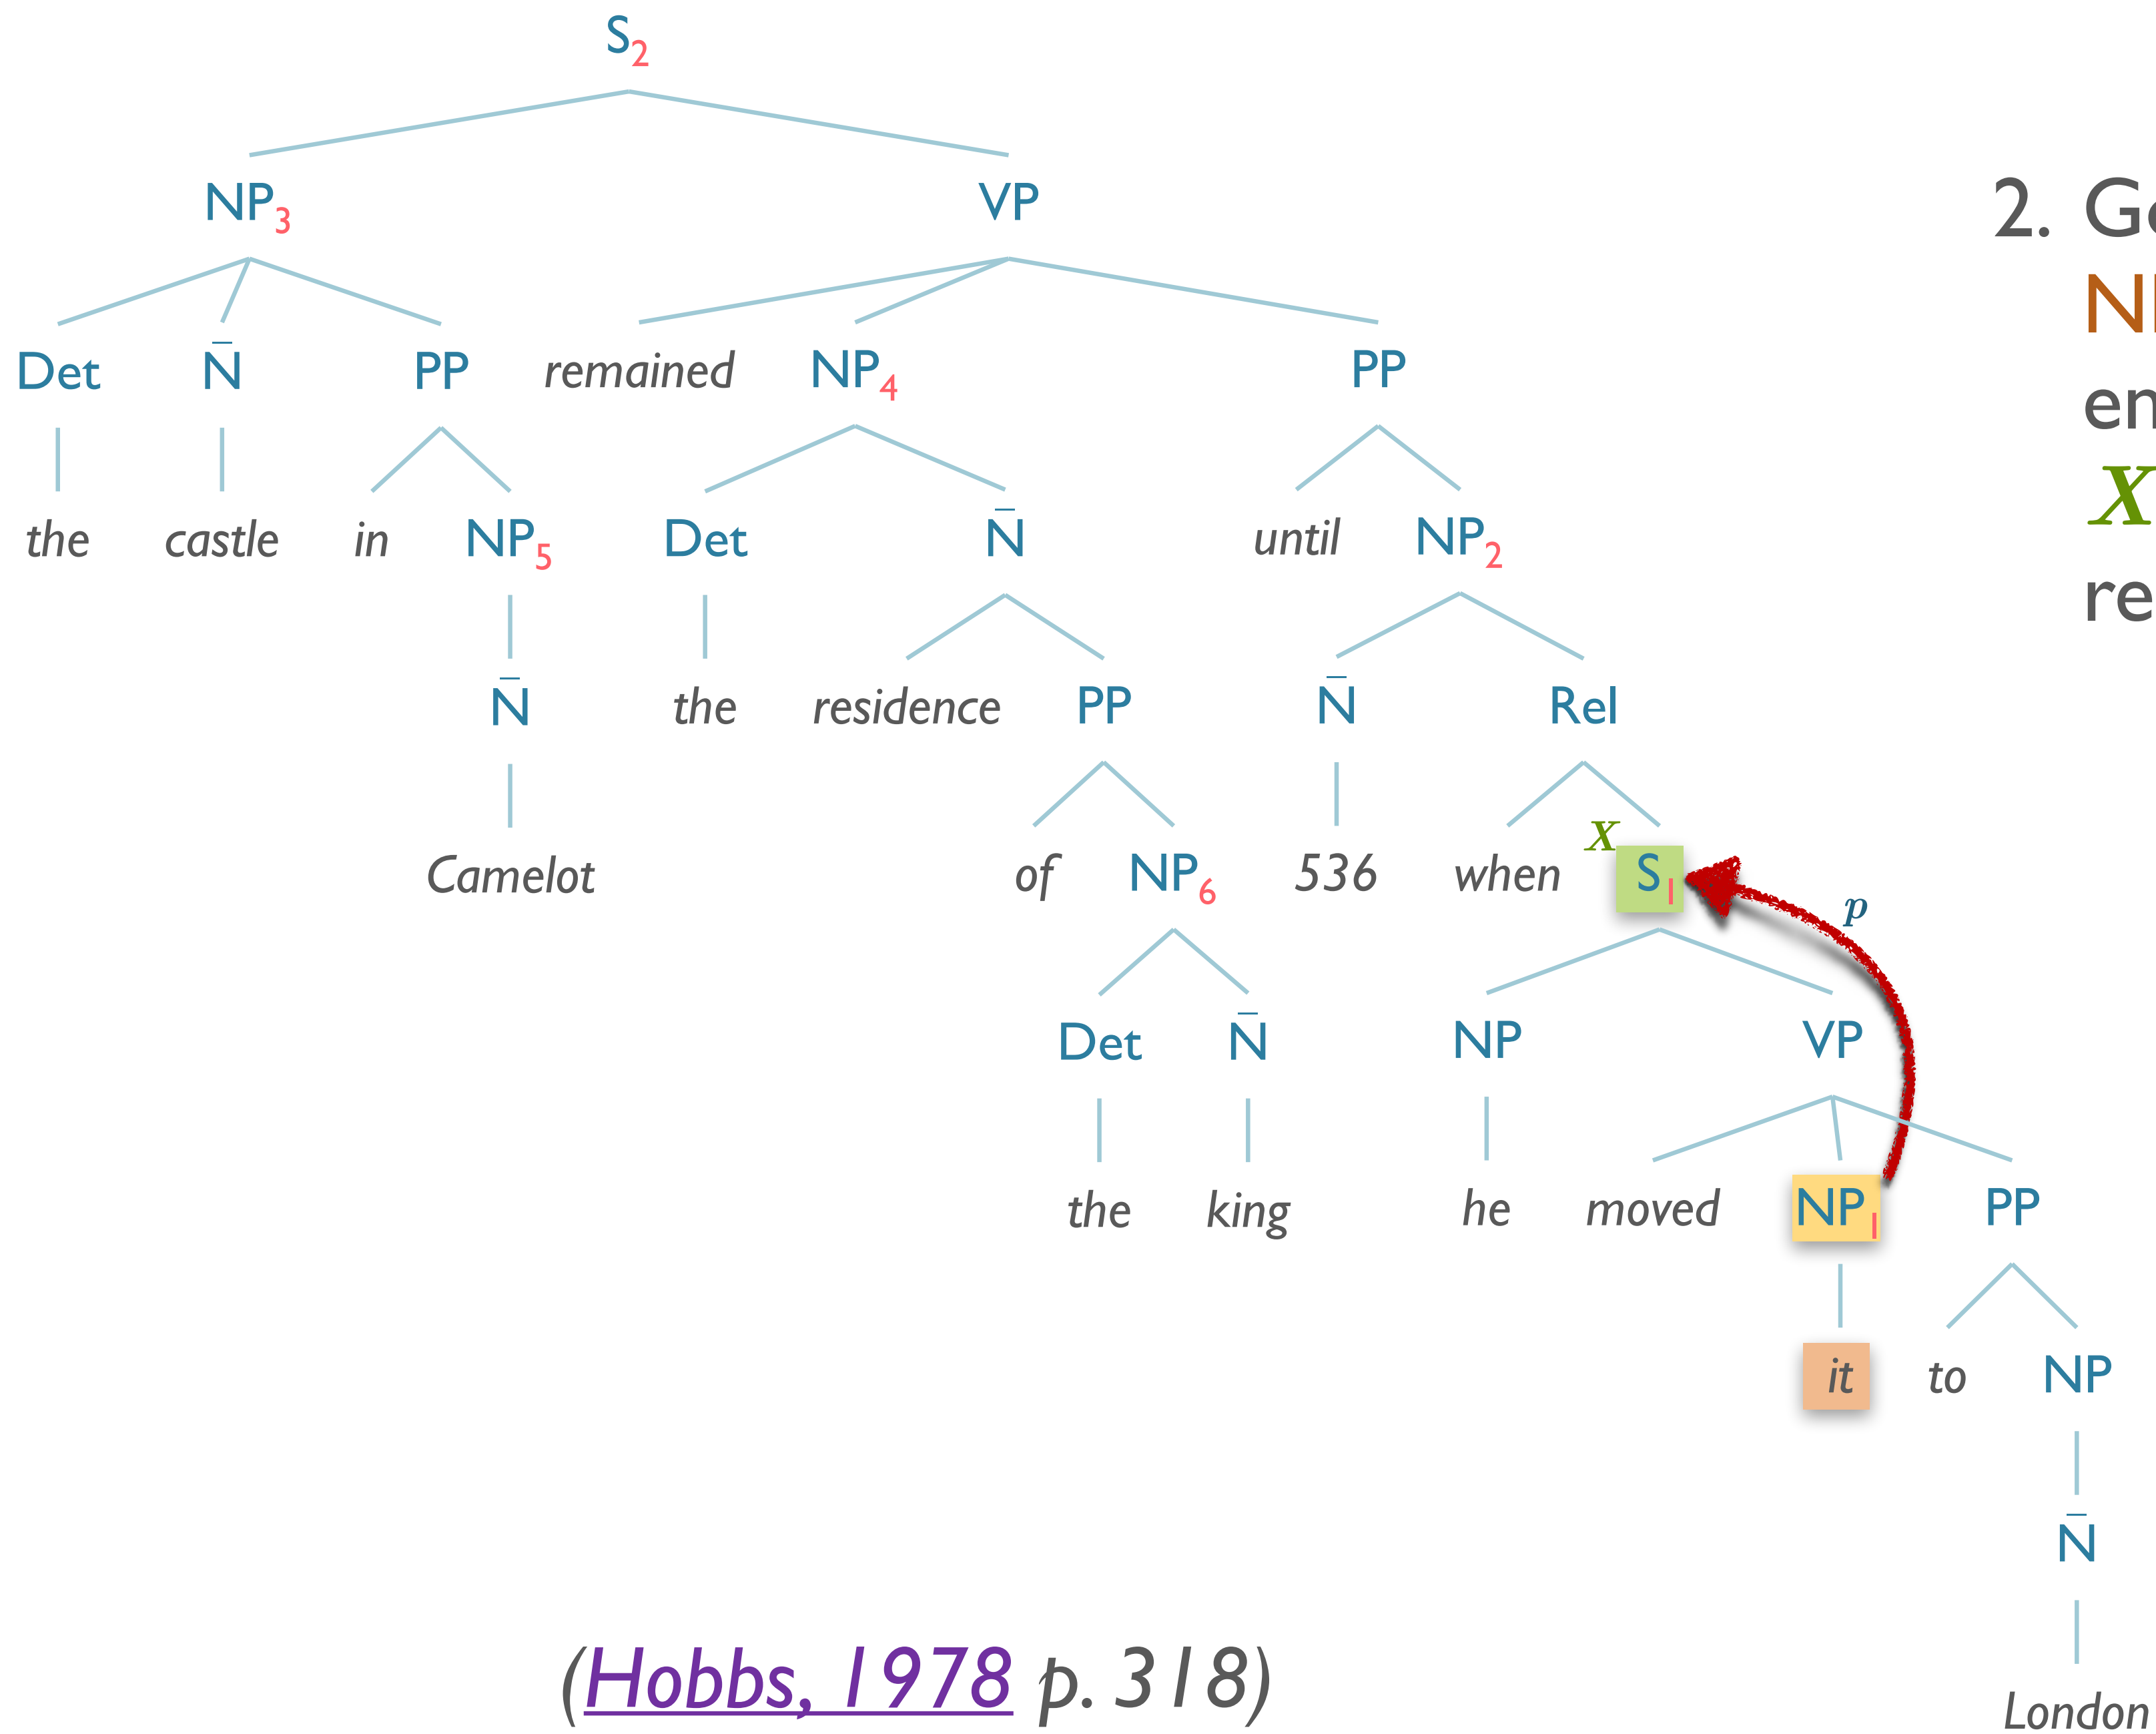 S2
NP3 VP
2. G
Det N̄ PP remained NP4 PP
en
X
the castle in NP5 Det N̄ until NP2
re
N̄ the residence PP N̄ Rel
X
Camelot of NP6 536 when S1
p
Det N̄ NP VP
the king he moved NP1 PP
it to NP
N̄
(Hobbs, 1978 p. 318)
London